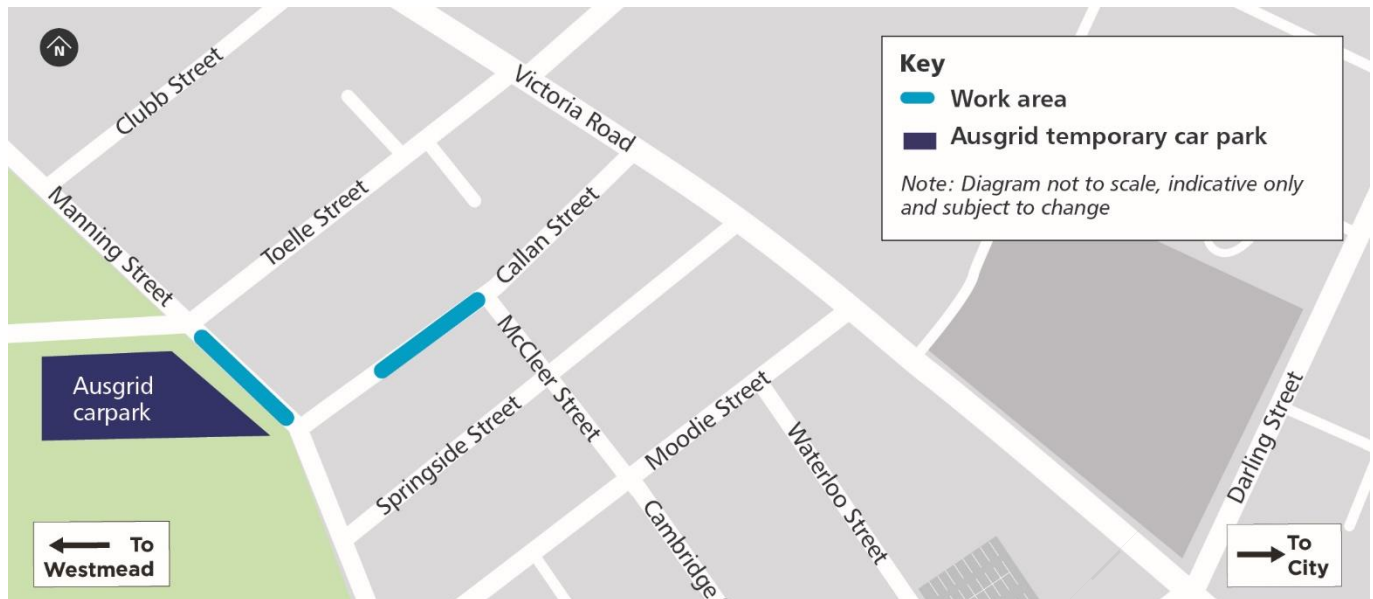 N
Clubb Street
Victoria Road
Key
Work area
Ausgrid temporary car park
Note: Diagram not to scale, indicative only
and subject to change
Manning Street
Toelle Street
Callan Street
McCleer Street
Ausgrid
carpark
Springside Street
Moodie Street
Waterloo Street
Darling Street
Cambridge
To
Westmead
To
City